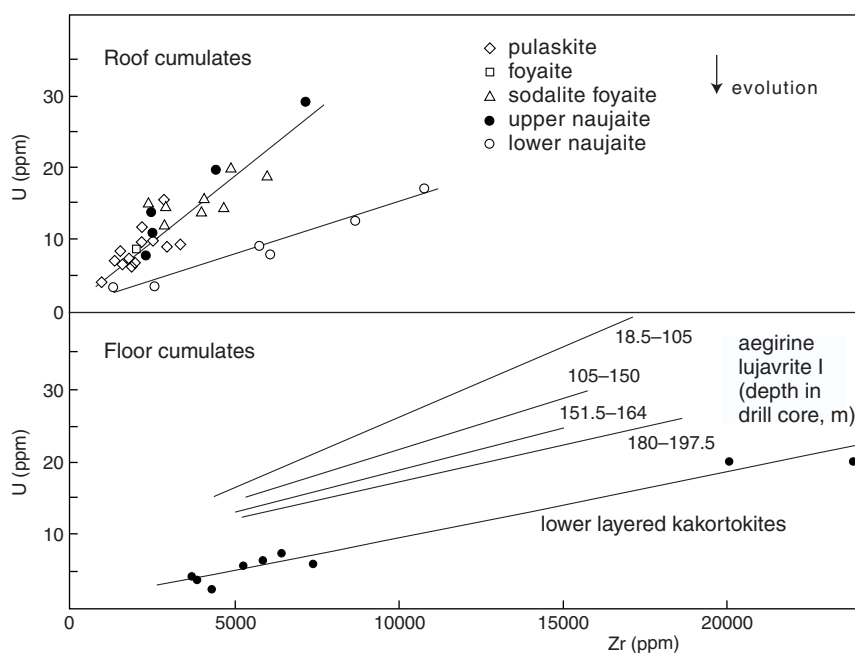 Roof cumulates
pulaskite
foyaite
sodalite foyaite
upper naujaite
lower naujaite
evolution
U (ppm)
30
20
10
0
Floor cumulates
18.5–105
105–150
151.5–164
180–197.5
aegirine
lujavrite I
(depth in
drill core, m)
lower layered kakortokites
U (ppm)
30
20
10
0
5000
10000
15000
20000
Zr (ppm)